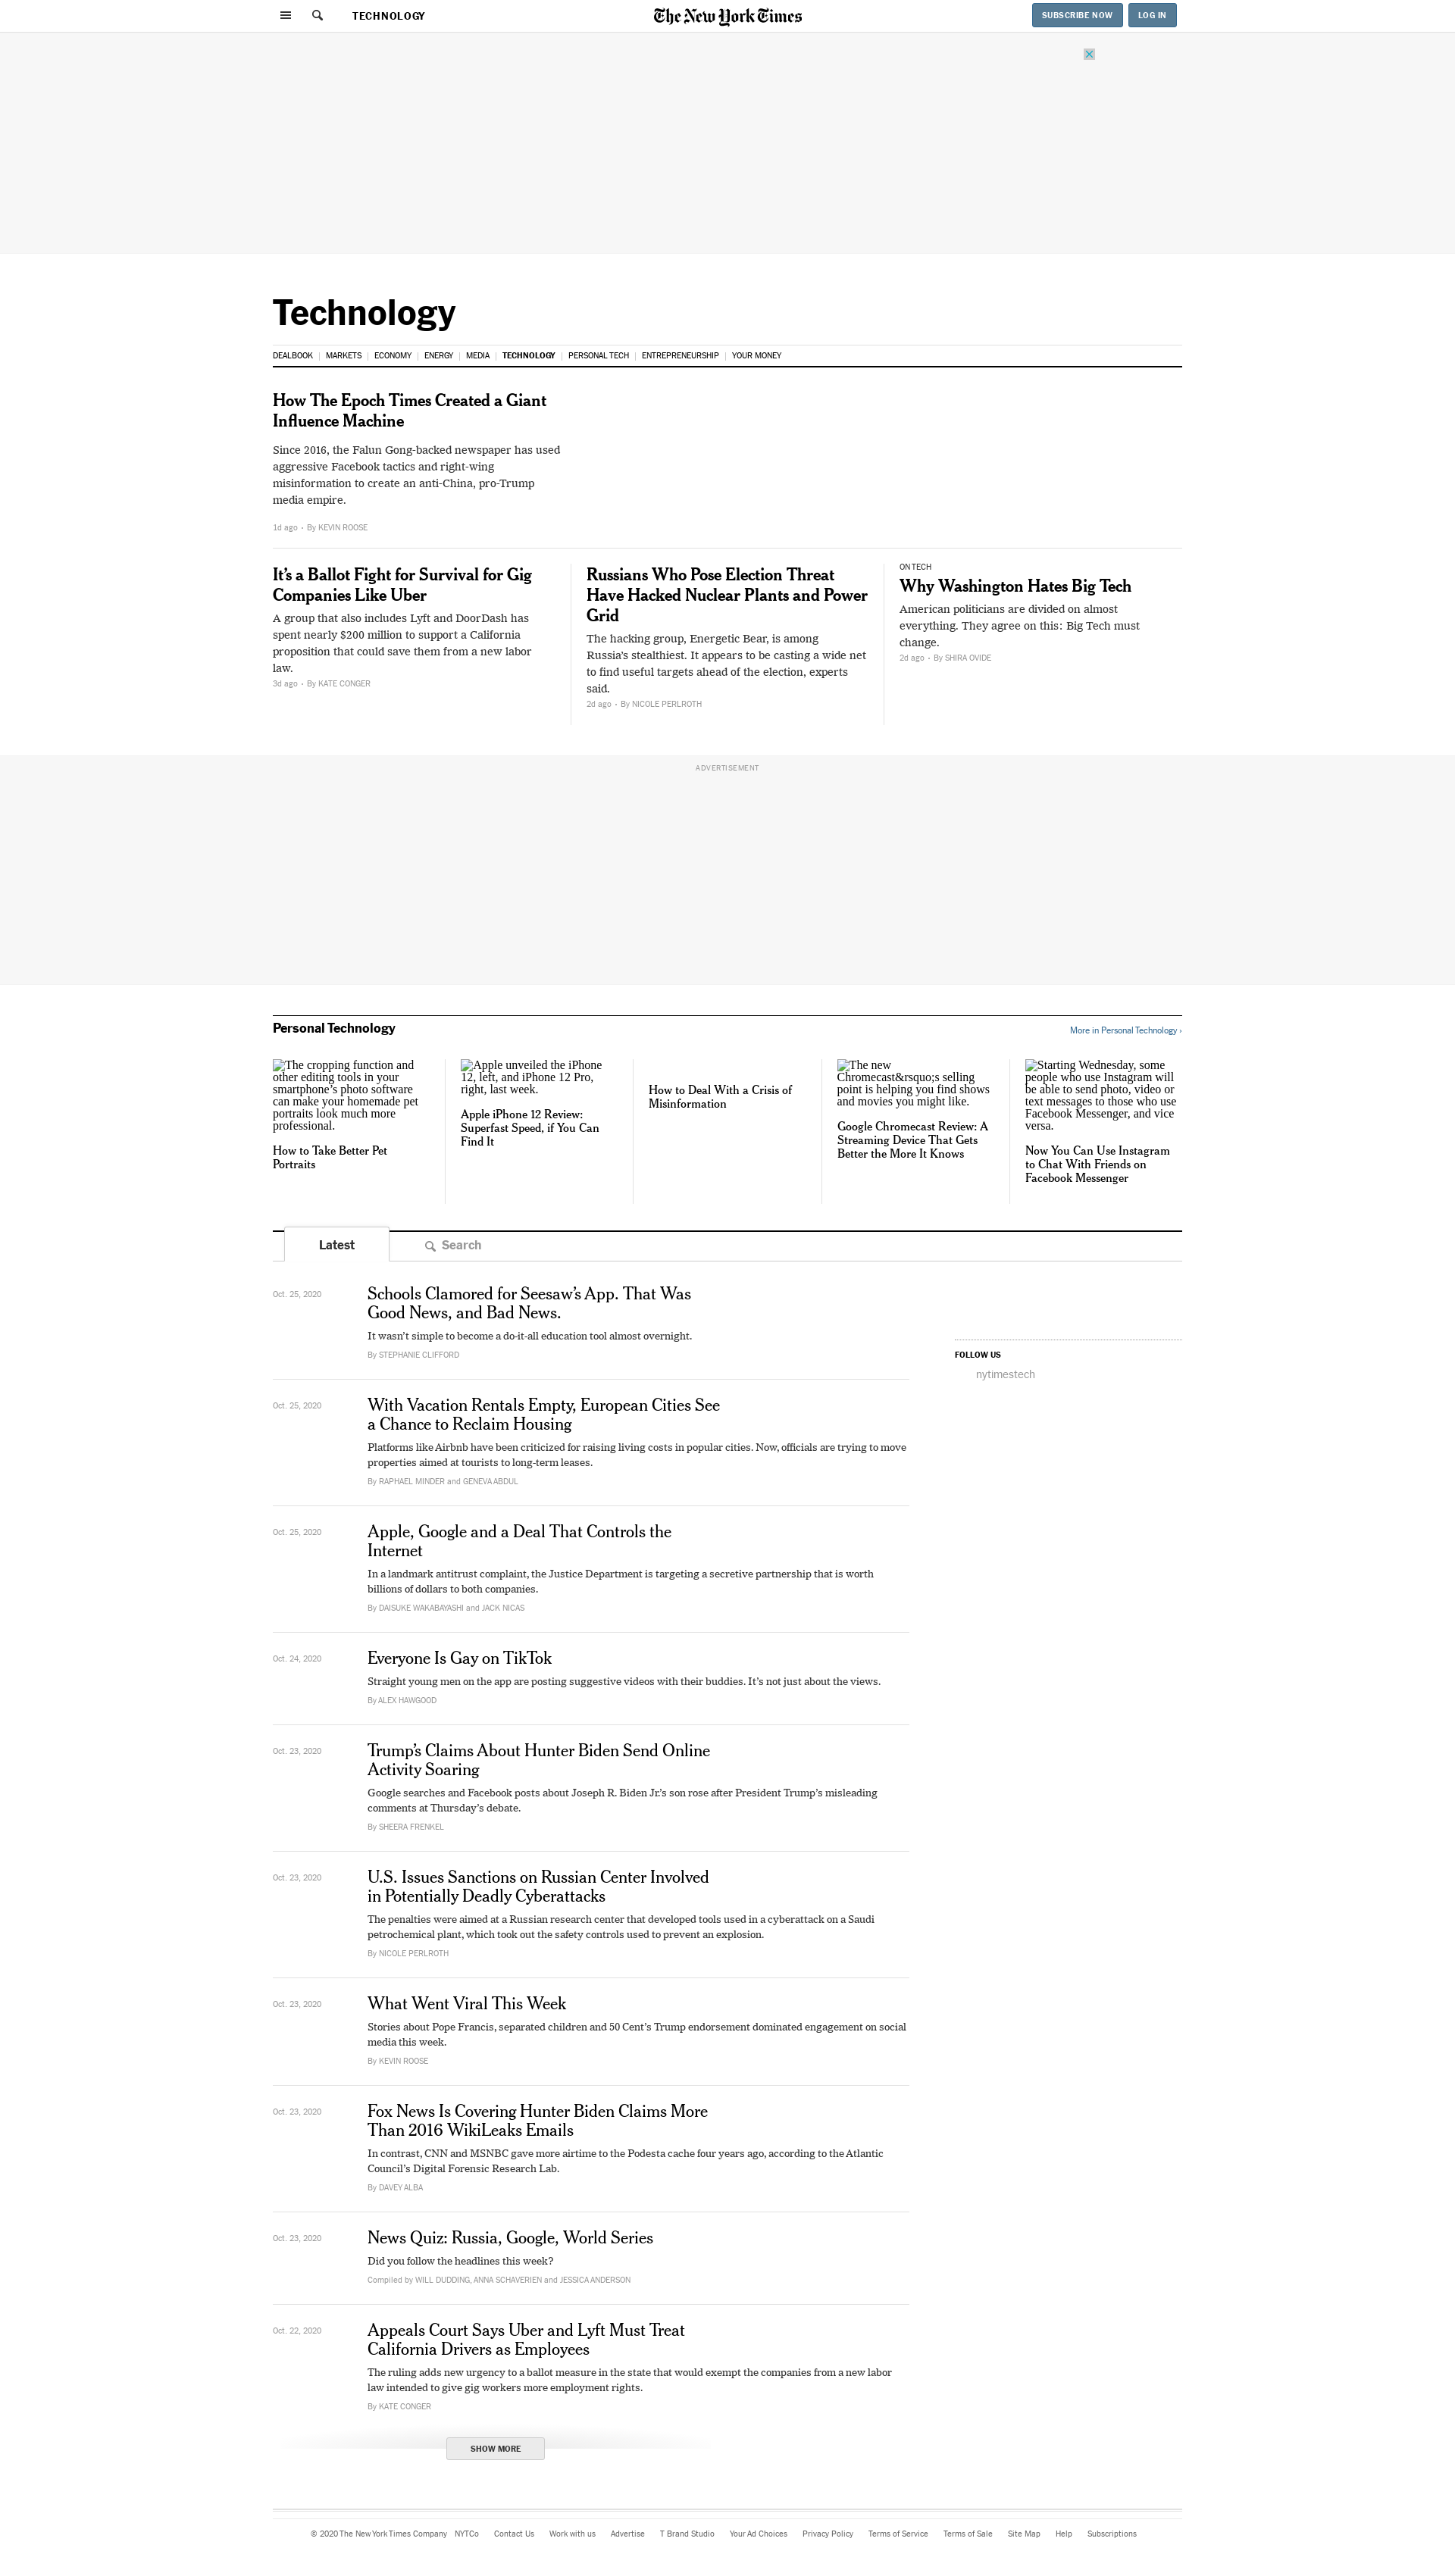 TECHNOLOGY
The New York Times
SUBSCRIBE NOW
LOG IN
Technology
DEALBOOK
MARKETS
ECONOMY
ENERGY
MEDIA
TECHNOLOGY
PERSONAL TECH
ENTREPRENEURSHIP
YOUR MONEY
How The Epoch Times Created a Giant
Influence Machine
Since 2016, the Falun Gong-backed newspaper has used
aggressive Facebook tactics and right-wing
misinformation to create an anti-China, pro-Trump
media empire.
1d ago • By KEVIN ROOSE
It’s a Ballot Fight for Survival for Gig
Companies Like Uber
A group that also includes Lyft and DoorDash has
spent nearly $200 million to support a California
proposition that could save them from a new labor
law.
3d ago • By KATE CONGER
Russians Who Pose Election Threat
Have Hacked Nuclear Plants and Power
Grid
The hacking group, Energetic Bear, is among
Russia’s stealthiest. It appears to be casting a wide net
to find useful targets ahead of the election, experts
said.
2d ago • By NICOLE PERLROTH
ON TECH
Why Washington Hates Big Tech
American politicians are divided on almost
everything. They agree on this: Big Tech must
change.
2d ago • By SHIRA OVIDE
ADVERTISEMENT
Personal Technology
More in Personal Technology ›
The cropping function and
other editing tools in your
smartphone’s photo software
can make your homemade pet
portraits look much more
professional.
How to Take Better Pet
Portraits
Apple unveiled the iPhone
12, left, and iPhone 12 Pro,
right, last week.
Apple iPhone 12 Review:
Superfast Speed, if You Can
Find It
How to Deal With a Crisis of
Misinformation
The new
Chromecast&rsquo;s selling
point is helping you find shows
and movies you might like.
Google Chromecast Review: A
Streaming Device That Gets
Better the More It Knows
Starting Wednesday, some
people who use Instagram will
be able to send photo, video or
text messages to those who use
Facebook Messenger, and vice
versa.
Now You Can Use Instagram
to Chat With Friends on
Facebook Messenger
Latest
Search
Oct. 25, 2020
Schools Clamored for Seesaw’s App. That Was
Good News, and Bad News.
It wasn’t simple to become a do-it-all education tool almost overnight.
By STEPHANIE CLIFFORD
FOLLOW US
nytimestech
Oct. 25, 2020
With Vacation Rentals Empty, European Cities See
a Chance to Reclaim Housing
Platforms like Airbnb have been criticized for raising living costs in popular cities. Now, officials are trying to move
properties aimed at tourists to long-term leases.
By RAPHAEL MINDER and GENEVA ABDUL
Oct. 25, 2020
Apple, Google and a Deal That Controls the
Internet
In a landmark antitrust complaint, the Justice Department is targeting a secretive partnership that is worth
billions of dollars to both companies.
By DAISUKE WAKABAYASHI and JACK NICAS
Oct. 24, 2020
Everyone Is Gay on TikTok
Straight young men on the app are posting suggestive videos with their buddies. It’s not just about the views.
By ALEX HAWGOOD
Oct. 23, 2020
Trump’s Claims About Hunter Biden Send Online
Activity Soaring
Google searches and Facebook posts about Joseph R. Biden Jr.’s son rose after President Trump’s misleading
comments at Thursday’s debate.
By SHEERA FRENKEL
Oct. 23, 2020
U.S. Issues Sanctions on Russian Center Involved
in Potentially Deadly Cyberattacks
The penalties were aimed at a Russian research center that developed tools used in a cyberattack on a Saudi
petrochemical plant, which took out the safety controls used to prevent an explosion.
By NICOLE PERLROTH
Oct. 23, 2020
What Went Viral This Week
Stories about Pope Francis, separated children and 50 Cent’s Trump endorsement dominated engagement on social
media this week.
By KEVIN ROOSE
Oct. 23, 2020
Fox News Is Covering Hunter Biden Claims More
Than 2016 WikiLeaks Emails
In contrast, CNN and MSNBC gave more airtime to the Podesta cache four years ago, according to the Atlantic
Council’s Digital Forensic Research Lab.
By DAVEY ALBA
Oct. 23, 2020
News Quiz: Russia, Google, World Series
Did you follow the headlines this week?
Compiled by WILL DUDDING, ANNA SCHAVERIEN and JESSICA ANDERSON
Oct. 22, 2020
Appeals Court Says Uber and Lyft Must Treat
California Drivers as Employees
The ruling adds new urgency to a ballot measure in the state that would exempt the companies from a new labor
law intended to give gig workers more employment rights.
By KATE CONGER
SHOW MORE
© 2020 The New York Times Company NYTCo Contact Us Work with us Advertise T Brand Studio Your Ad Choices Privacy Policy Terms of Service Terms of Sale Site Map Help Subscriptions